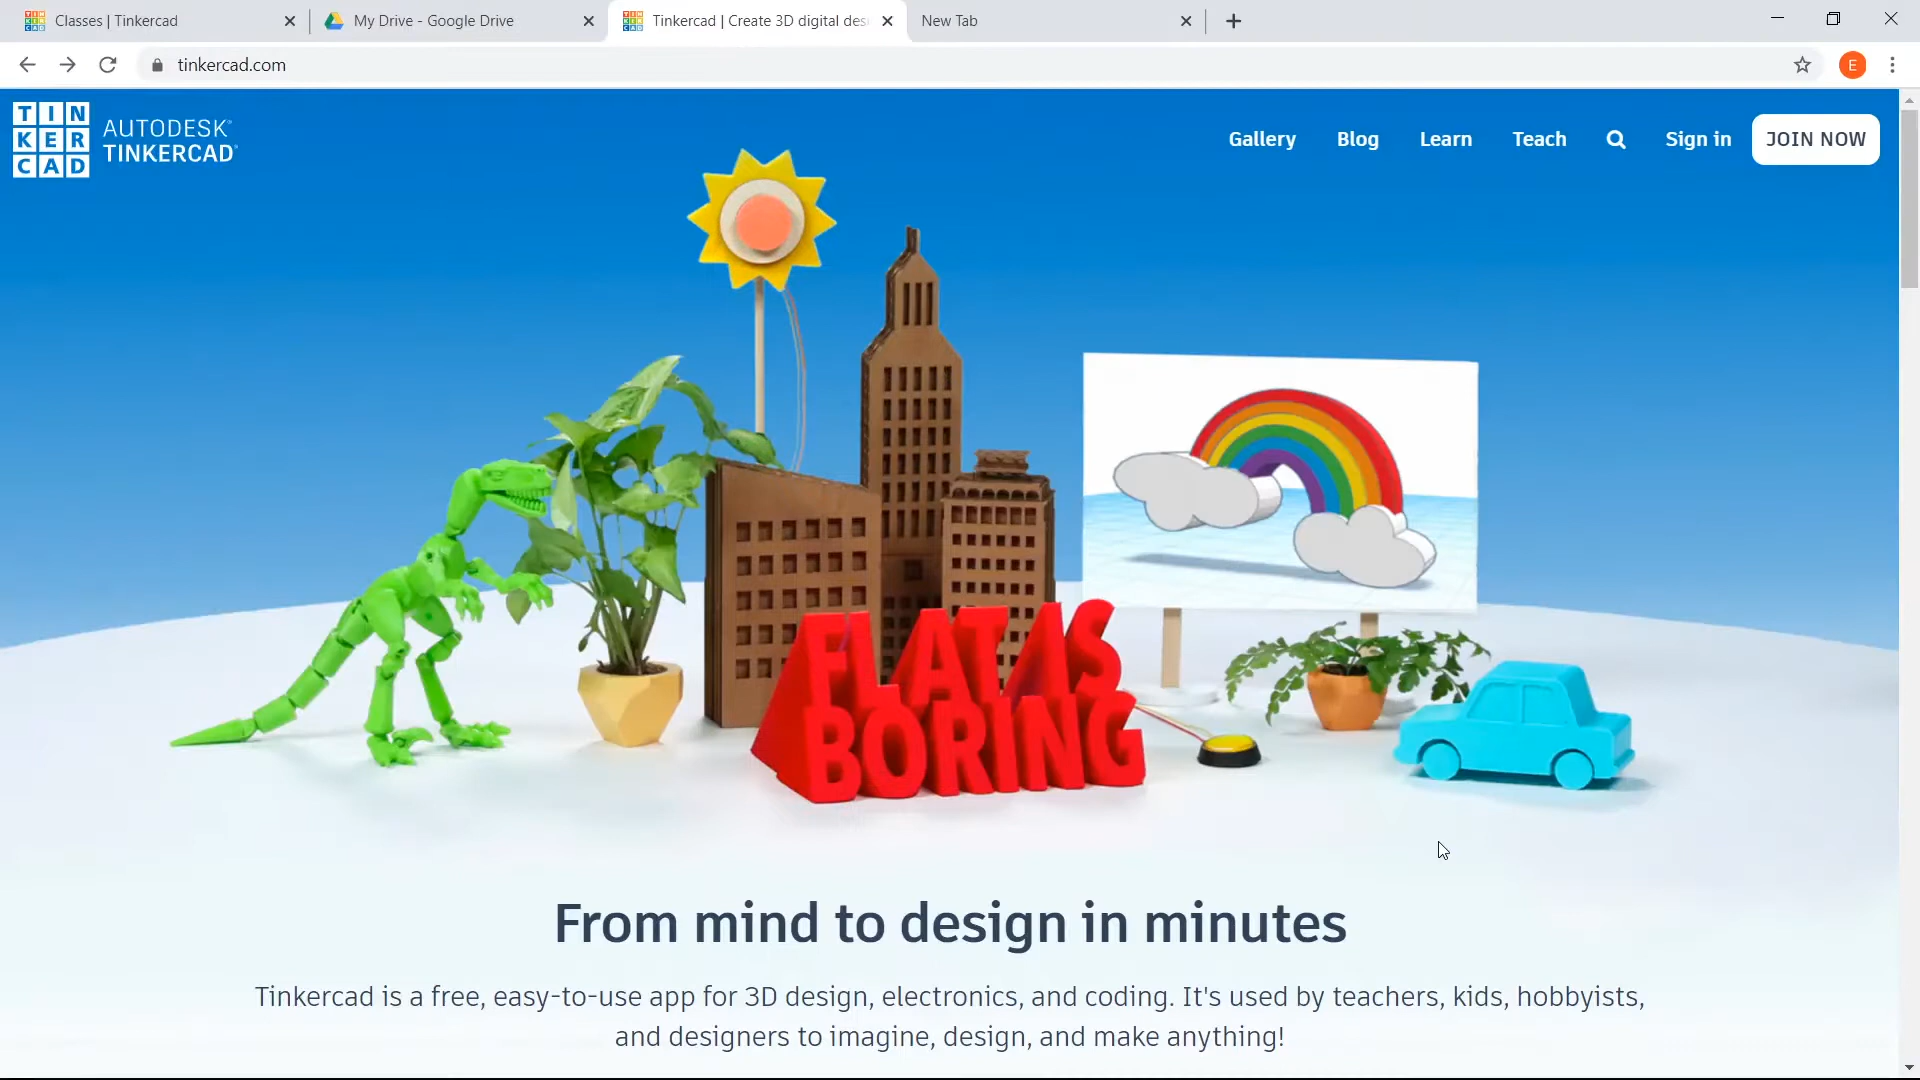 Classes | Tinkercad
My Drive - Google Drive
Tinkercad | Create 3D digital des
New Tab
tinkercad.com
E
TIN
KER
CAD
AUTODESK®
TINKERCAD®
Gallery
Blog
Learn
Teach
Sign in
JOIN NOW
FLAT IS
BORING
From mind to design in minutes
Tinkercad is a free, easy-to-use app for 3D design, electronics, and coding. It's used by teachers, kids, hobbyists,
and designers to imagine, design, and make anything!